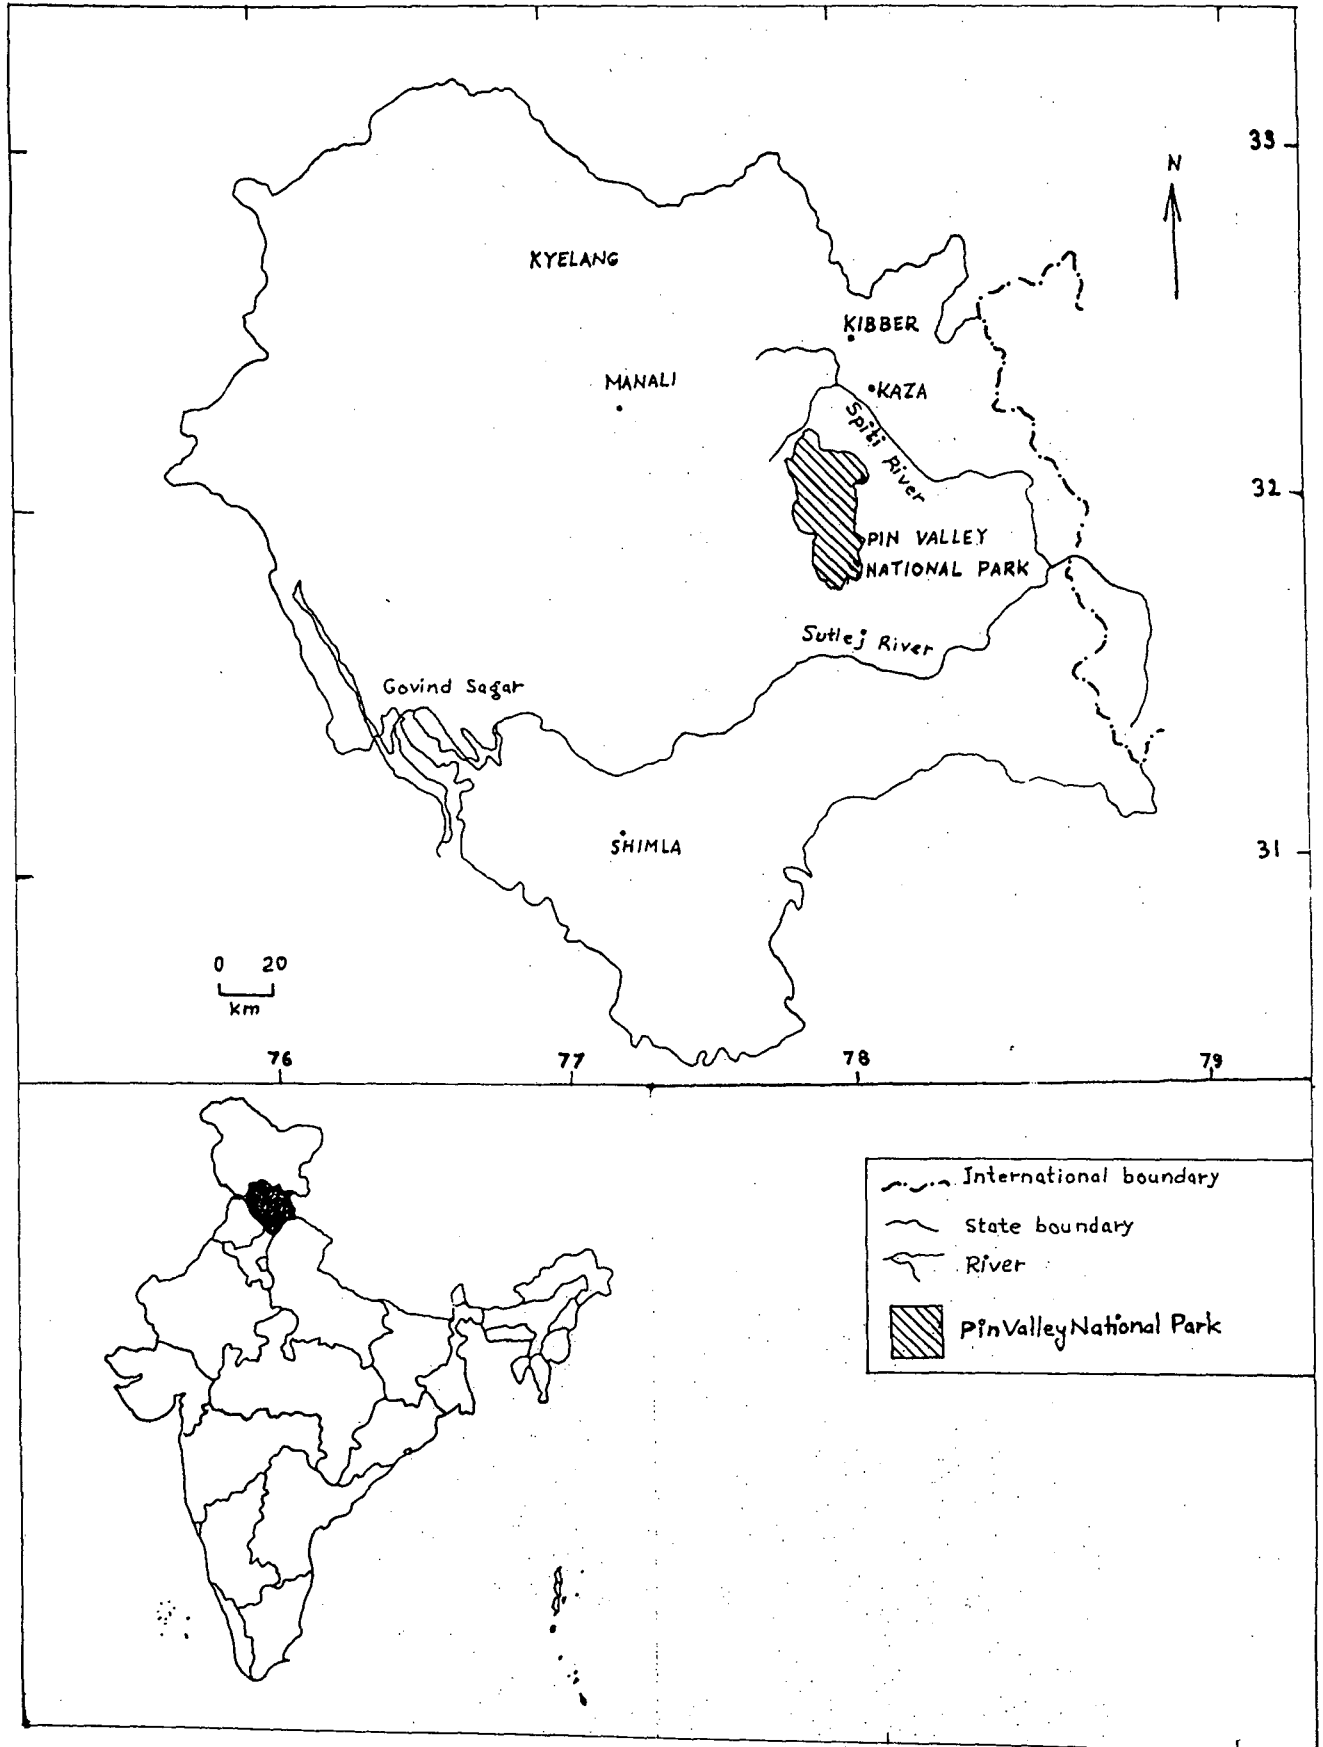 33
N
KYELANG
KIBBER
MANALI
KAZA
Spiti River
32
PIN VALLEY
NATIONAL PARK
Sutlej River
Govind Sagar
SHIMLA
31
0 20
km
76 77 78 79
International boundary
State boundary
River
Pin Valley National Park